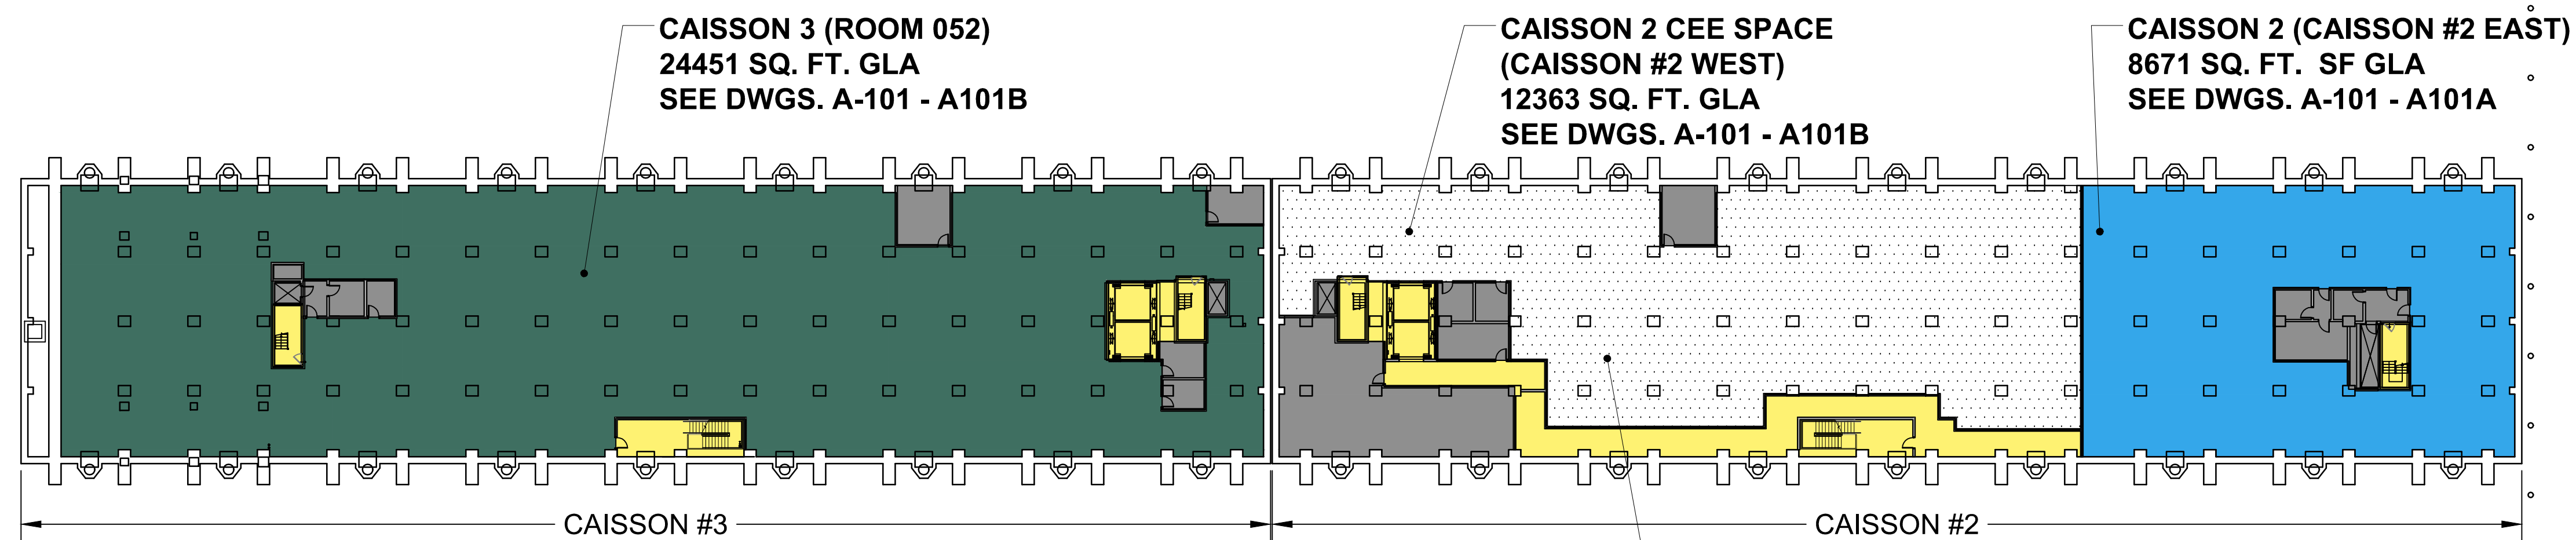 CAISSON 3 (ROOM 052)
24451 SQ. FT. GLA
SEE DWGS. A-101 - A101B
CAISSON 2 CEE SPACE
(CAISSON #2 WEST)
12363 SQ. FT. GLA
SEE DWGS. A-101 - A101B
CAISSON 2 (CAISSON #2 EAST)
8671 SQ. FT.  SF GLA
SEE DWGS. A-101 - A101A
CAISSON #3
CAISSON #2